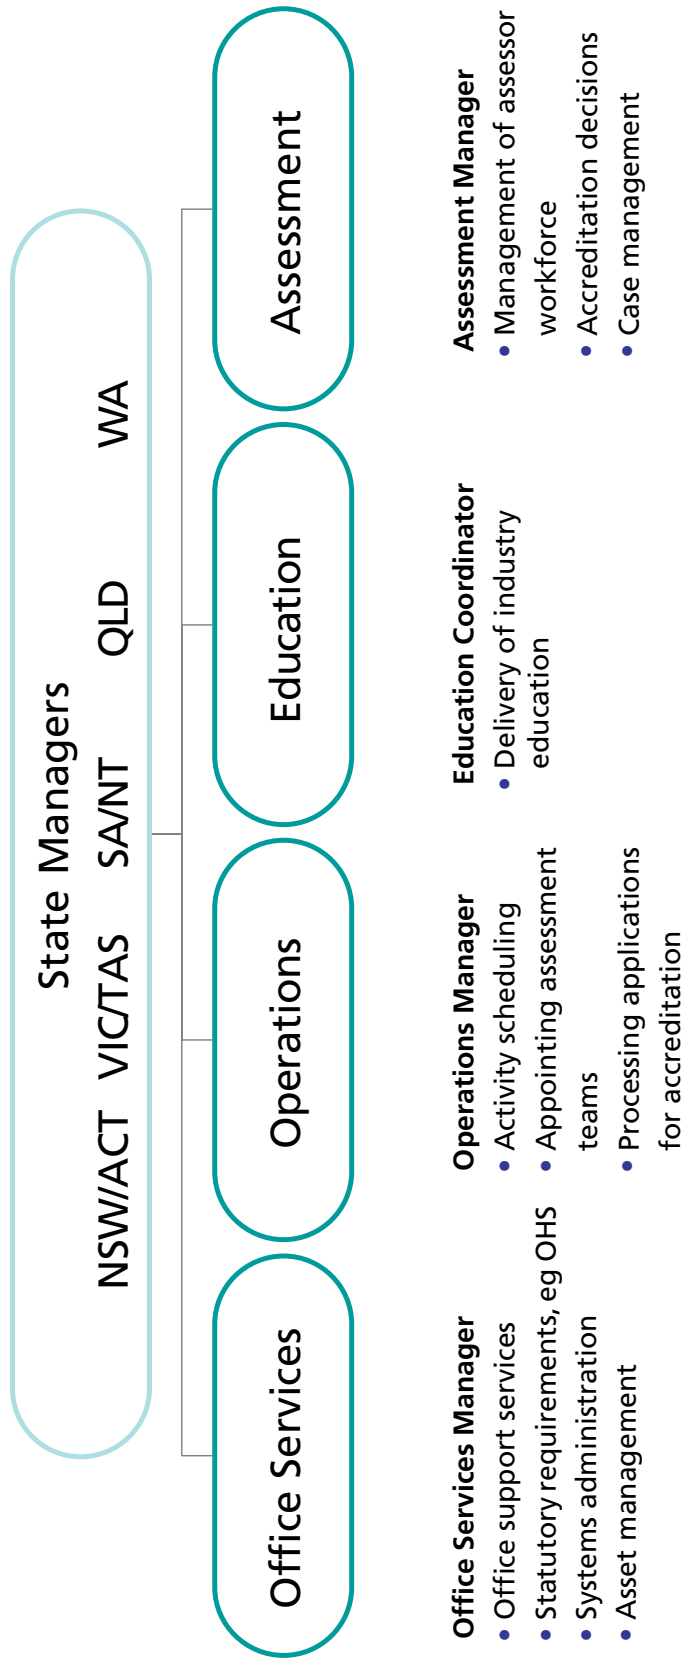 State Managers
NSW/ACT VIC/TAS SA/NT QLD WA
Office Services
Operations
Education
Assessment
Office Services Manager
• Office support services
• Statutory requirements, eg OHS
• Systems administration
• Asset management
Operations Manager
• Activity scheduling
• Appointing assessment
teams
• Processing applications
for accreditation
Education Coordinator
• Delivery of industry
education
Assessment Manager
• Management of assessor
workforce
• Accreditation decisions
• Case management